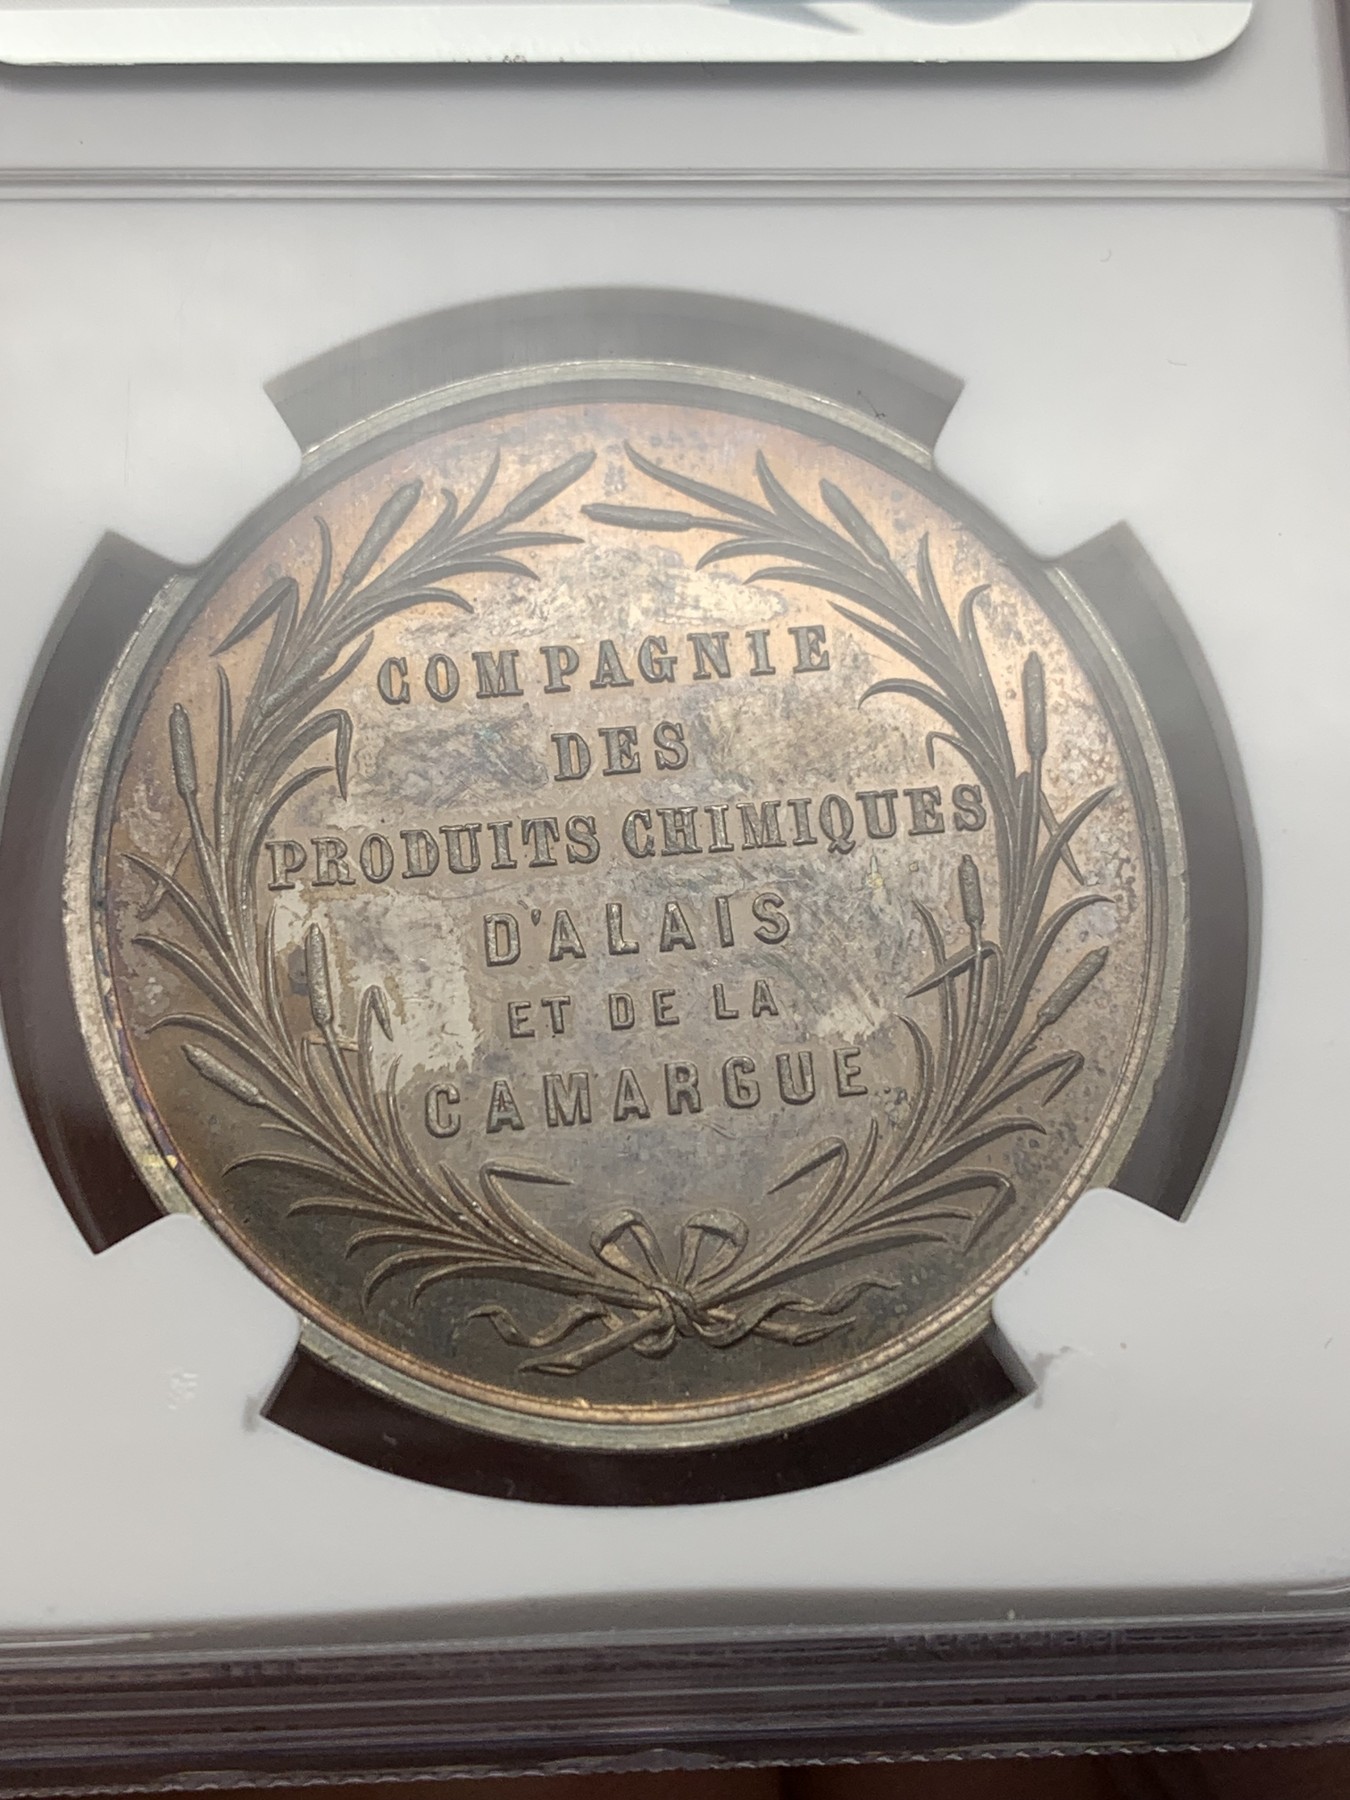 COMPAGNIE
DES
PRODUITS CHIMIQUES
D'ALAIS
ET DE LA
CAMARGUE.